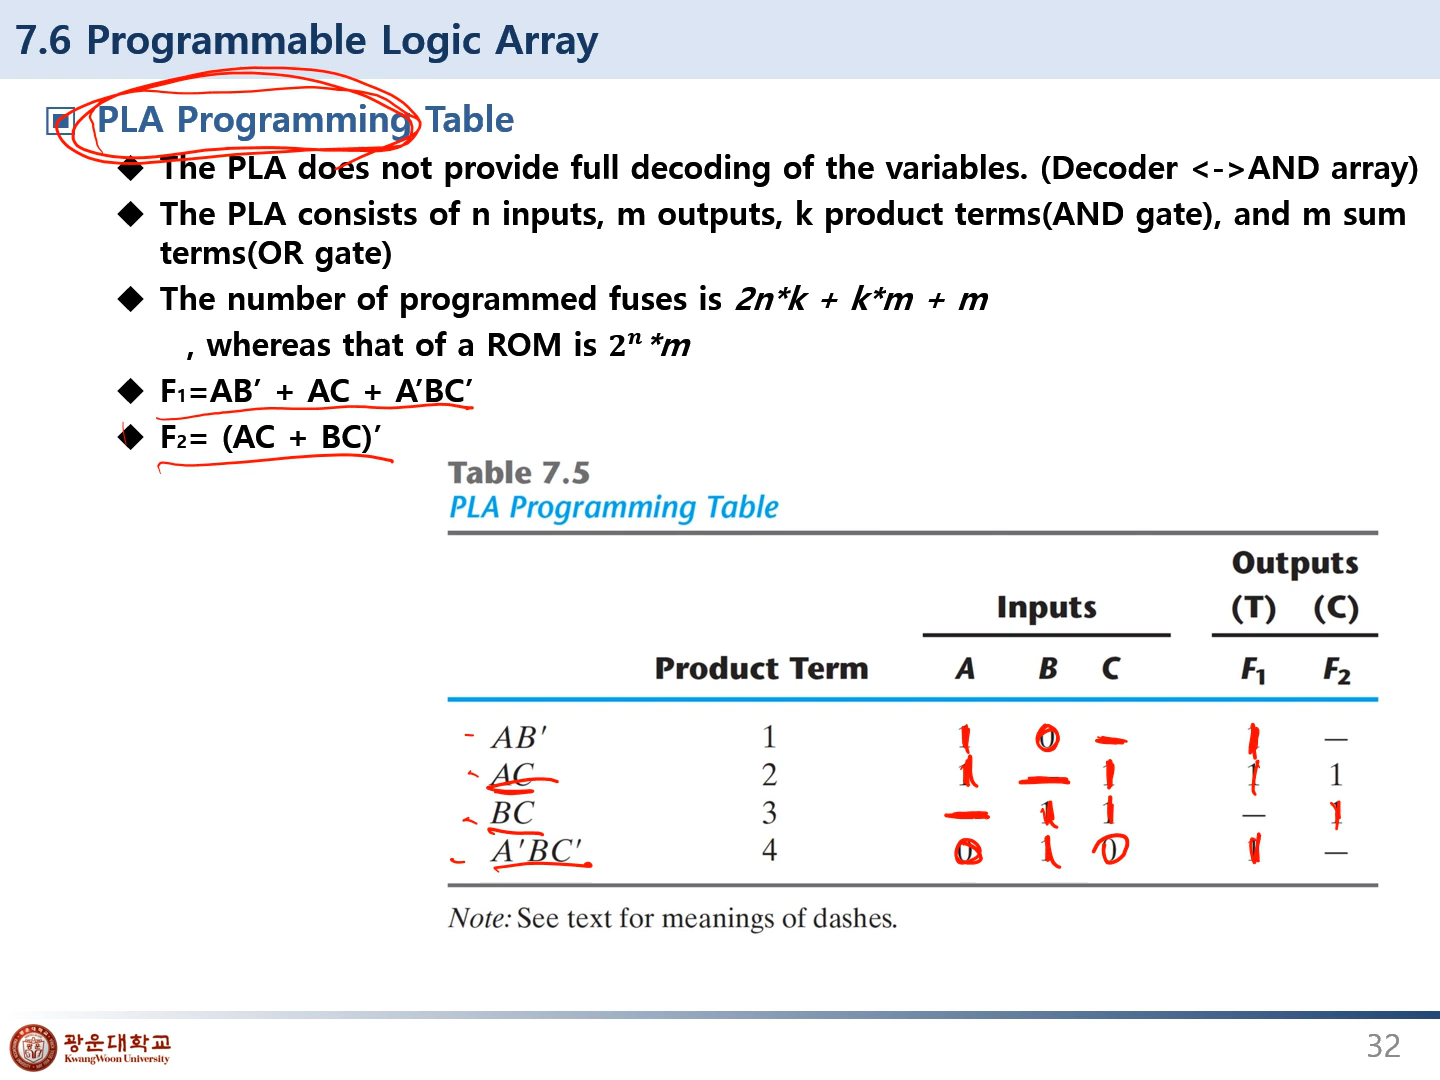 7.6 Programmable Logic Array
PLA Programming Table
The PLA does not provide full decoding of the variables. (Decoder <->AND array)
The PLA consists of n inputs, m outputs, k product terms(AND gate), and m sum
terms(OR gate)
The number of programmed fuses is 2n*k + k*m + m
, whereas that of a ROM is 2ⁿ*m
F₁=AB’ + AC + A’BC’
F₂= (AC + BC)’
Table 7.5
PLA Programming Table
Outputs
Inputs (T) (C)
Product Term A B C F₁ F₂
AB′ 1 1 0 — 1 —
AC 2 1 — 1 1 1
BC 3 — 1 1 — 1
A′BC′ 4 0 1 0 1 —
Note: See text for meanings of dashes.
광운대학교
KwangWoon University
32